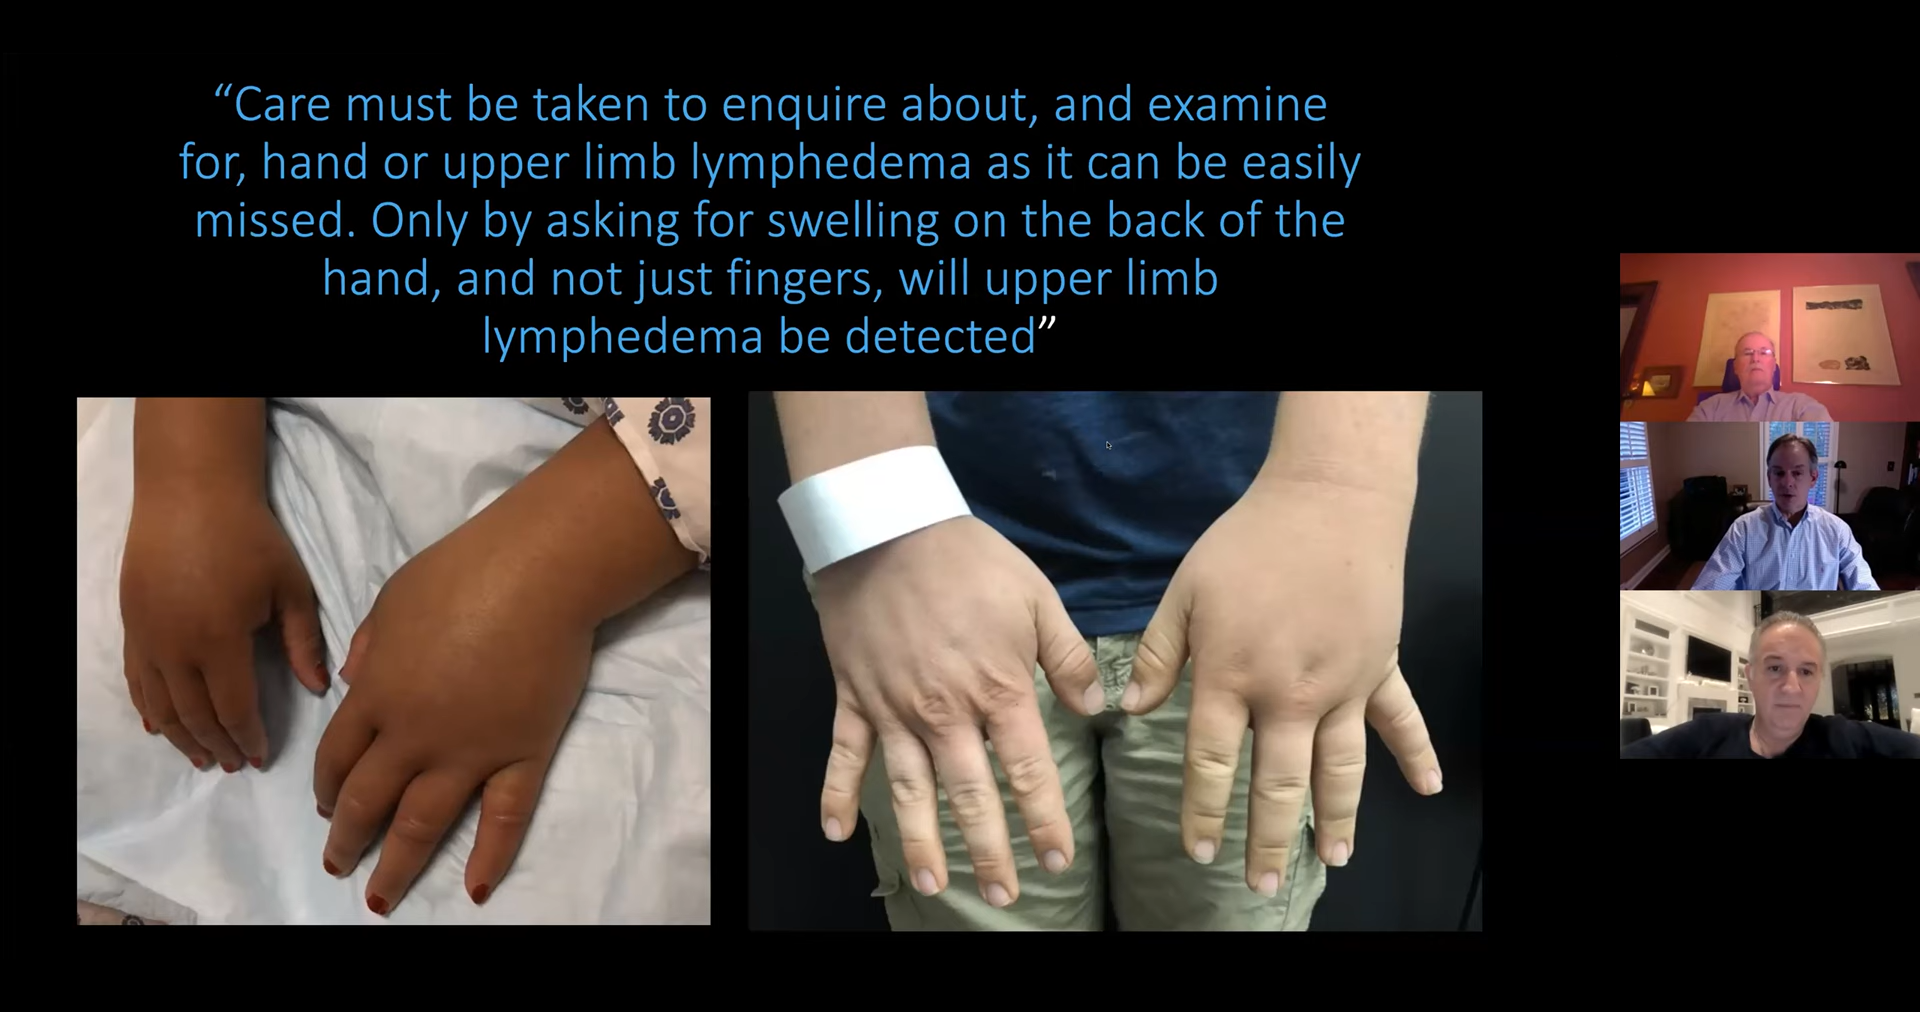 “Care must be taken to enquire about, and examine
for, hand or upper limb lymphedema as it can be easily
missed. Only by asking for swelling on the back of the
hand, and not just fingers, will upper limb
lymphedema be detected”